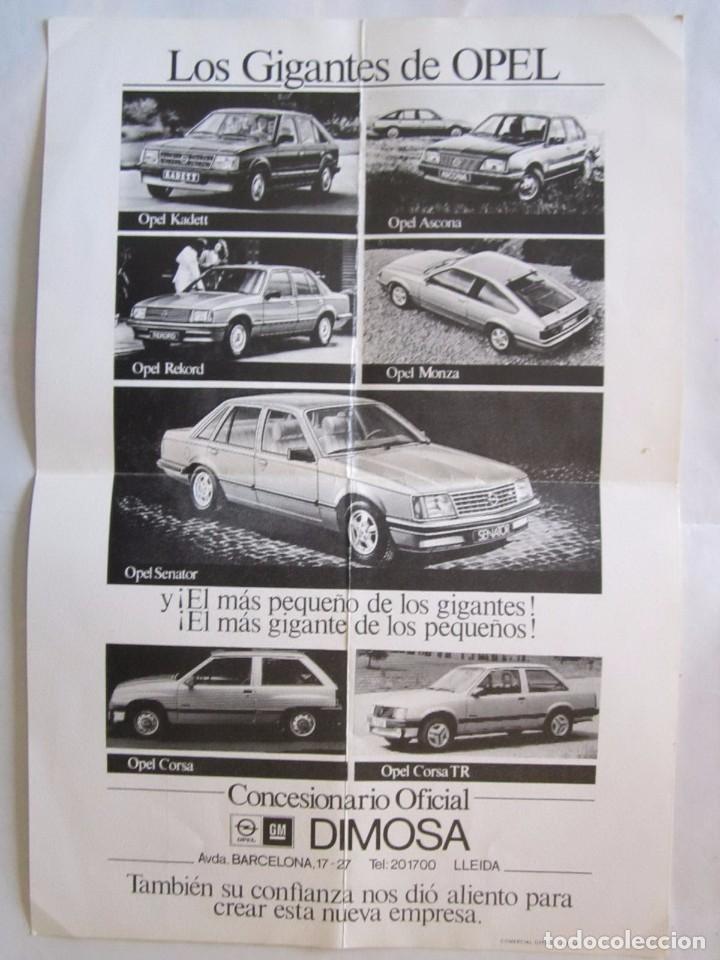 Los Gigantes de OPEL
KADETT
Opel Kadett
ASCONA
Opel Ascona
REKORD
Opel Rekord
Opel Monza
SENATOR
Opel Senator
y ¡El más pequeño de los gigantes!
¡El más gigante de los pequeños!
Opel Corsa
Opel Corsa TR
Concesionario Oficial
OPEL GM DIMOSA
Avda. BARCELONA, 17-27 Tel: 201700 LLEIDA
También su confianza nos dió aliento para
crear esta nueva empresa.
COMERCIAL
todocoleccion